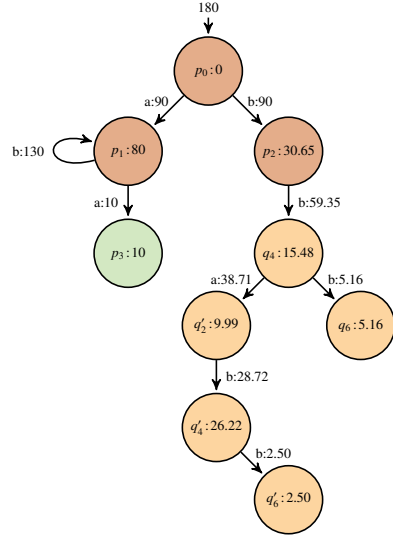 180
p₀:0
a:90
b:90
b:130
p₁:80
p₂:30.65
a:10
b:59.35
p₃:10
q₄:15.48
a:38.71
b:5.16
q′₂:9.99
q₆:5.16
b:28.72
q′₄:26.22
b:2.50
q′₆:2.50